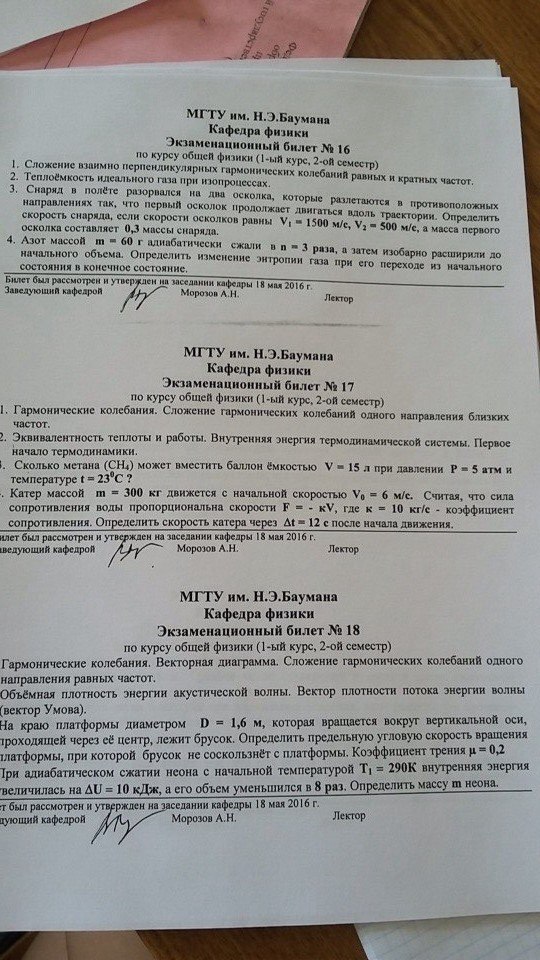 МГТУ им. Н.Э.Баумана
Кафедра физики
Экзаменационный билет № 16
по курсу общей физики (1-ый курс, 2-ой семестр)
1. Сложение взаимно перпендикулярных гармонических колебаний равных и кратных частот.
2. Теплоёмкость идеального газа при изопроцессах.
3. Снаряд в полёте разорвался на два осколка, которые разлетаются в противоположных
направлениях так, что первый осколок продолжает двигаться вдоль траектории. Определить
скорость снаряда, если скорости осколков равны V₁ = 1500 м/с, V₂ = 500 м/с, а масса первого
осколка составляет 0,3 массы снаряда.
4. Азот массой m = 60 г адиабатически сжали в n = 3 раза, а затем изобарно расширили до
начального объема. Определить изменение энтропии газа при его переходе из начального
состояния в конечное состояние.
Билет был рассмотрен и утвержден на заседании кафедры 18 мая 2016 г.
Заведующий кафедрой Морозов А.Н. Лектор
МГТУ им. Н.Э.Баумана
Кафедра физики
Экзаменационный билет № 17
по курсу общей физики (1-ый курс, 2-ой семестр)
1. Гармонические колебания. Сложение гармонических колебаний одного направления близких
частот.
2. Эквивалентность теплоты и работы. Внутренняя энергия термодинамической системы. Первое
начало термодинамики.
. Сколько метана (CH₄) может вместить баллон ёмкостью V = 15 л при давлении P = 5 атм и
температуре t = 23⁰C ?
. Катер массой m = 300 кг движется с начальной скоростью V₀ = 6 м/с. Считая, что сила
сопротивления воды пропорциональна скорости F = - кV, где к = 10 кг/с - коэффициент
сопротивления. Определить скорость катера через Δt = 12 с после начала движения.
илет был рассмотрен и утвержден на заседании кафедры 18 мая 2016 г.
аведующий кафедрой Морозов А.Н. Лектор
МГТУ им. Н.Э.Баумана
Кафедра физики
Экзаменационный билет № 18
по курсу общей физики (1-ый курс, 2-ой семестр)
Гармонические колебания. Векторная диаграмма. Сложение гармонических колебаний одного
направления равных частот.
Объёмная плотность энергии акустической волны. Вектор плотности потока энергии волны
(вектор Умова).
На краю платформы диаметром D = 1,6 м, которая вращается вокруг вертикальной оси,
проходящей через её центр, лежит брусок. Определить предельную угловую скорость вращения
платформы, при которой брусок не соскользнёт с платформы. Коэффициент трения μ = 0,2
При адиабатическом сжатии неона с начальной температурой T₁ = 290K внутренняя энергия
увеличилась на ΔU = 10 кДж, а его объем уменьшился в 8 раз. Определить массу m неона.
ет был рассмотрен и утвержден на заседании кафедры 18 мая 2016 г.
дующий кафедрой Морозов А.Н. Лектор